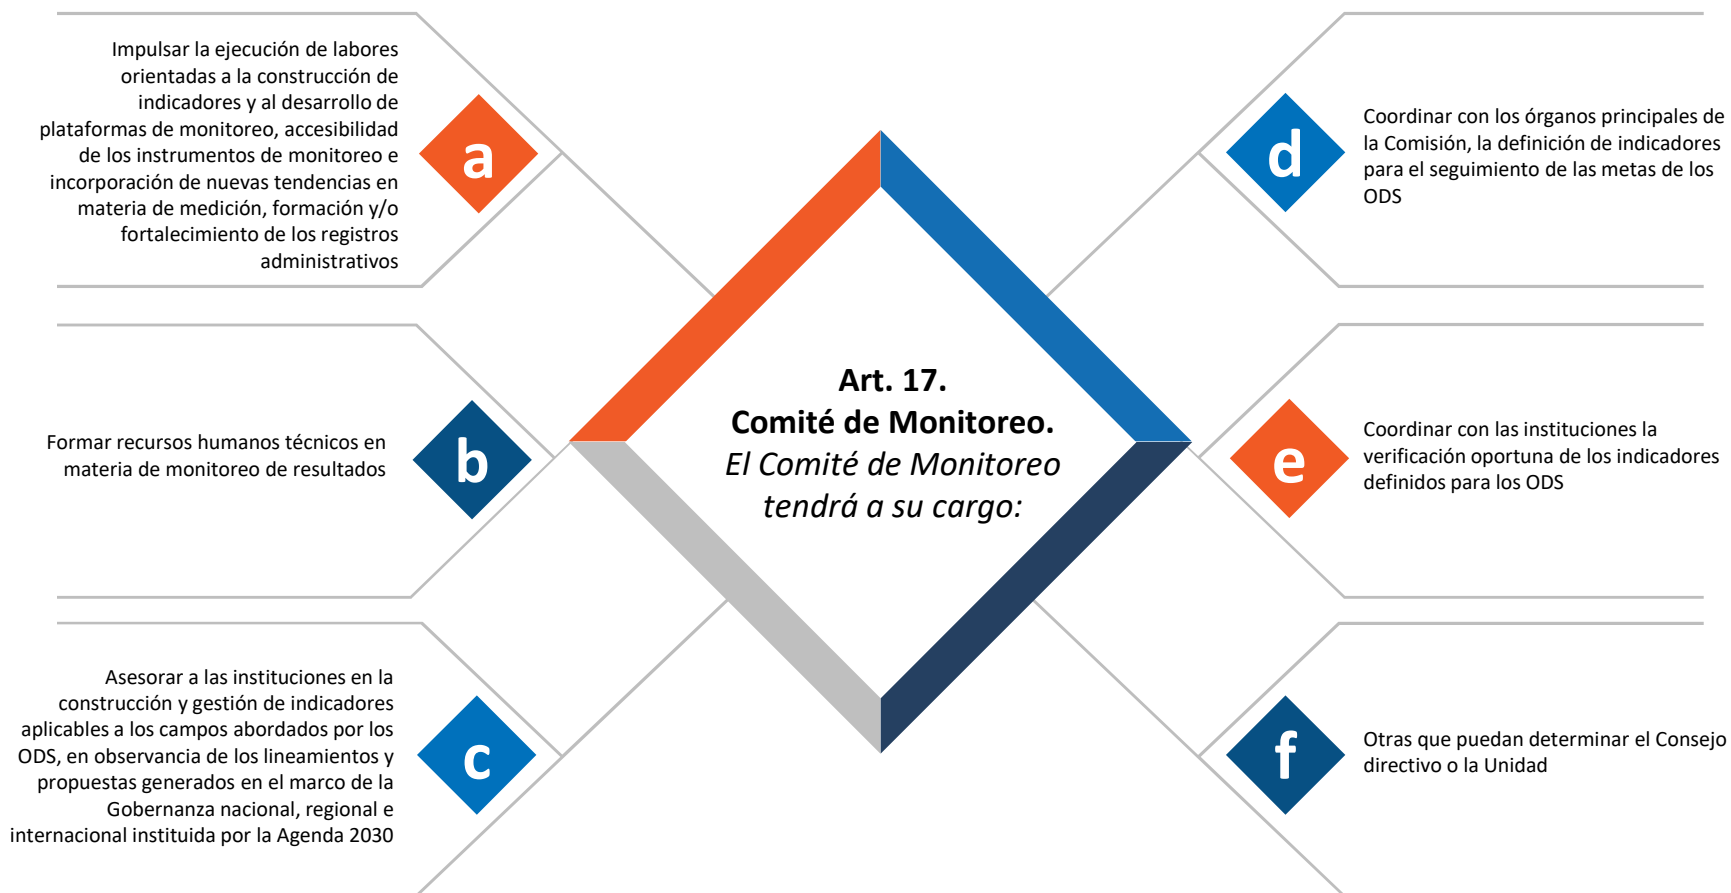 Impulsar la ejecución de labores
orientadas a la construcción de
indicadores y al desarrollo de
plataformas de monitoreo, accesibilidad
de los instrumentos de monitoreo e
incorporación de nuevas tendencias en
materia de medición, formación y/o
fortalecimiento de los registros
administrativos
a
Formar recursos humanos técnicos en
materia de monitoreo de resultados
b
Asesorar a las instituciones en la
construcción y gestión de indicadores
aplicables a los campos abordados por los
ODS, en observancia de los lineamientos y
propuestas generados en el marco de la
Gobernanza nacional, regional e
internacional instituida por la Agenda 2030
c
Art. 17.
Comité de Monitoreo.
El Comité de Monitoreo
tendrá a su cargo:
d
Coordinar con los órganos principales de
la Comisión, la definición de indicadores
para el seguimiento de las metas de los
ODS
e
Coordinar con las instituciones la
verificación oportuna de los indicadores
definidos para los ODS
f
Otras que puedan determinar el Consejo
directivo o la Unidad